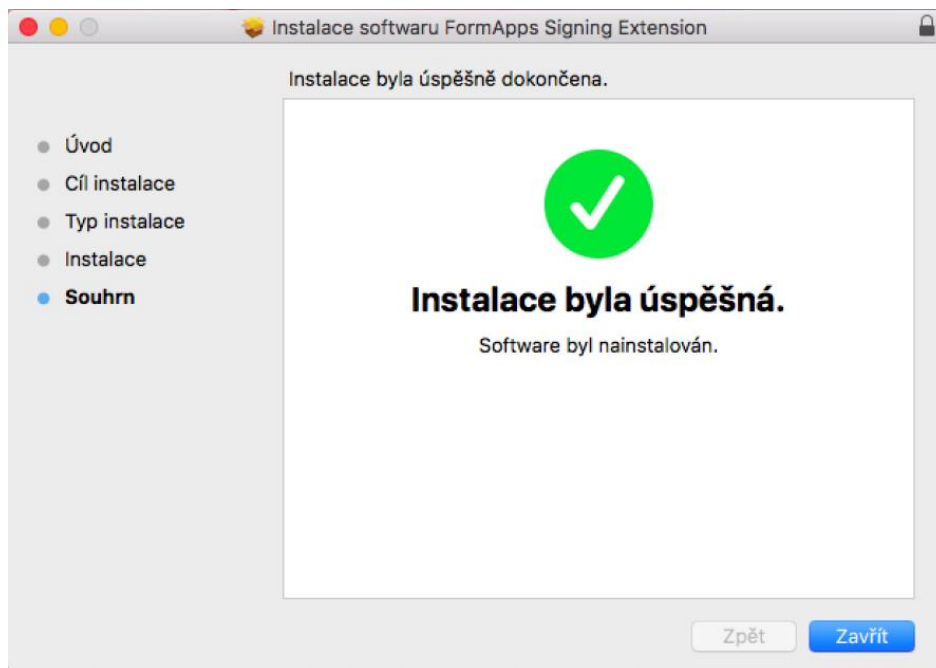 Instalace softwaru FormApps Signing Extension
Instalace byla úspěšně dokončena.
Úvod
Cíl instalace
Typ instalace
Instalace
Souhrn
Instalace byla úspěšná.
Software byl nainstalován.
Zpět
Zavřít